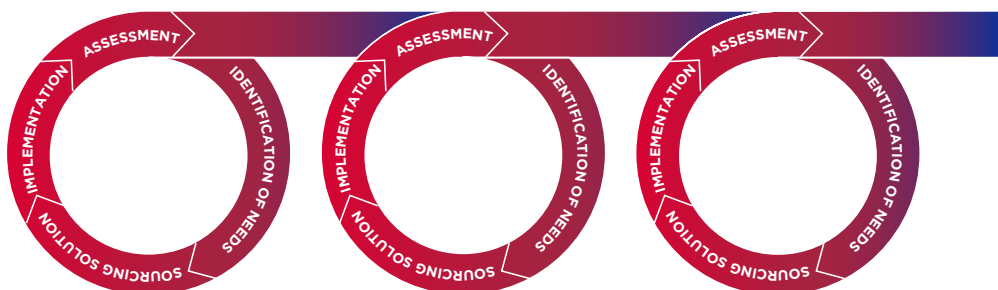 ASSESSMENT
IDENTIFICATION OF NEEDS
SOURCING SOLUTION
IMPLEMENTATION
ASSESSMENT
IDENTIFICATION OF NEEDS
SOURCING SOLUTION
IMPLEMENTATION
ASSESSMENT
IDENTIFICATION OF NEEDS
SOURCING SOLUTION
IMPLEMENTATION